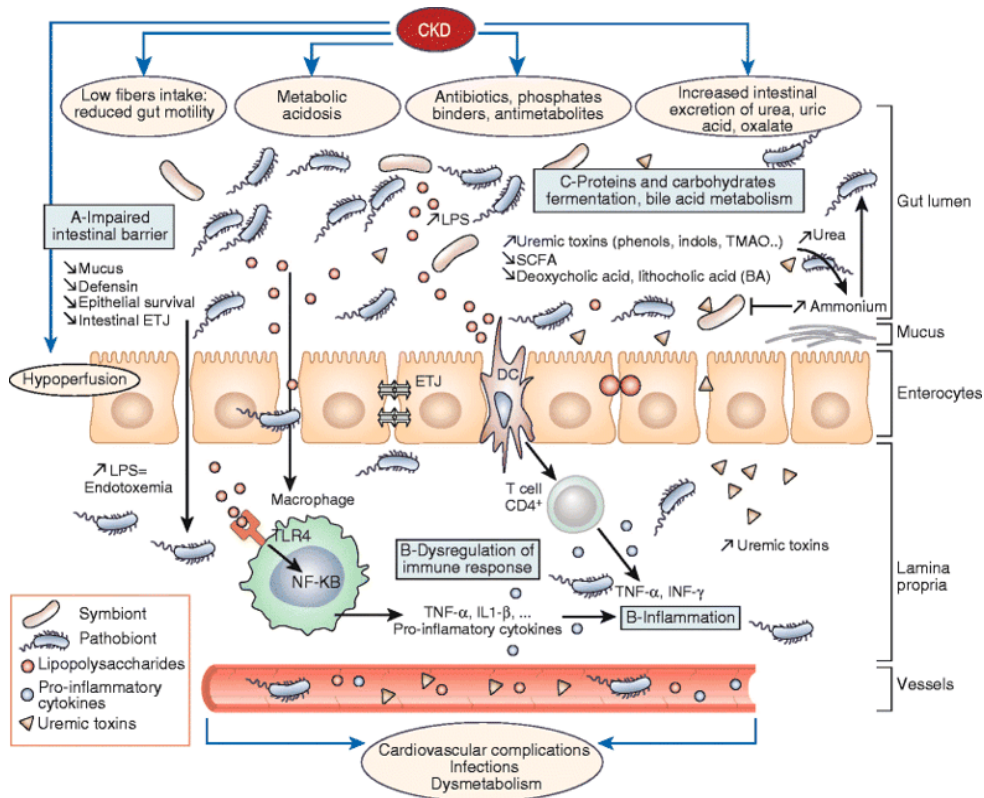 CKD
Low fibers intake:
reduced gut motility
Metabolic
acidosis
Antibiotics, phosphates
binders, antimetabolites
Increased intestinal
excretion of urea, uric
acid, oxalate
A-Impaired
intestinal barrier
↘Mucus
↘Defensin
↘Epithelial survival
↘Intestinal ETJ
↗LPS
C-Proteins and carbohydrates
fermentation, bile acid metabolism
↗Uremic toxins (phenols, indols, TMAO..)
↘SCFA
↘Deoxycholic acid, lithocholic acid (BA)
↗Urea
↗ Ammonium
Gut lumen
Mucus
Enterocytes
Lamina
propria
Vessels
Hypoperfusion
ETJ
DC
↗LPS=
Endotoxemia
Macrophage
TLR4
NF-KB
T cell
CD4+
B-Dysregulation of
immune response
↗ Uremic toxins
TNF-α, INF-γ
TNF-α, IL1-β, ...
Pro-inflamatory cytokines
B-Inflammation
Symbiont
Pathobiont
Lipopolysaccharides
Pro-inflammatory
cytokines
Uremic toxins
Cardiovascular complications
Infections
Dysmetabolism